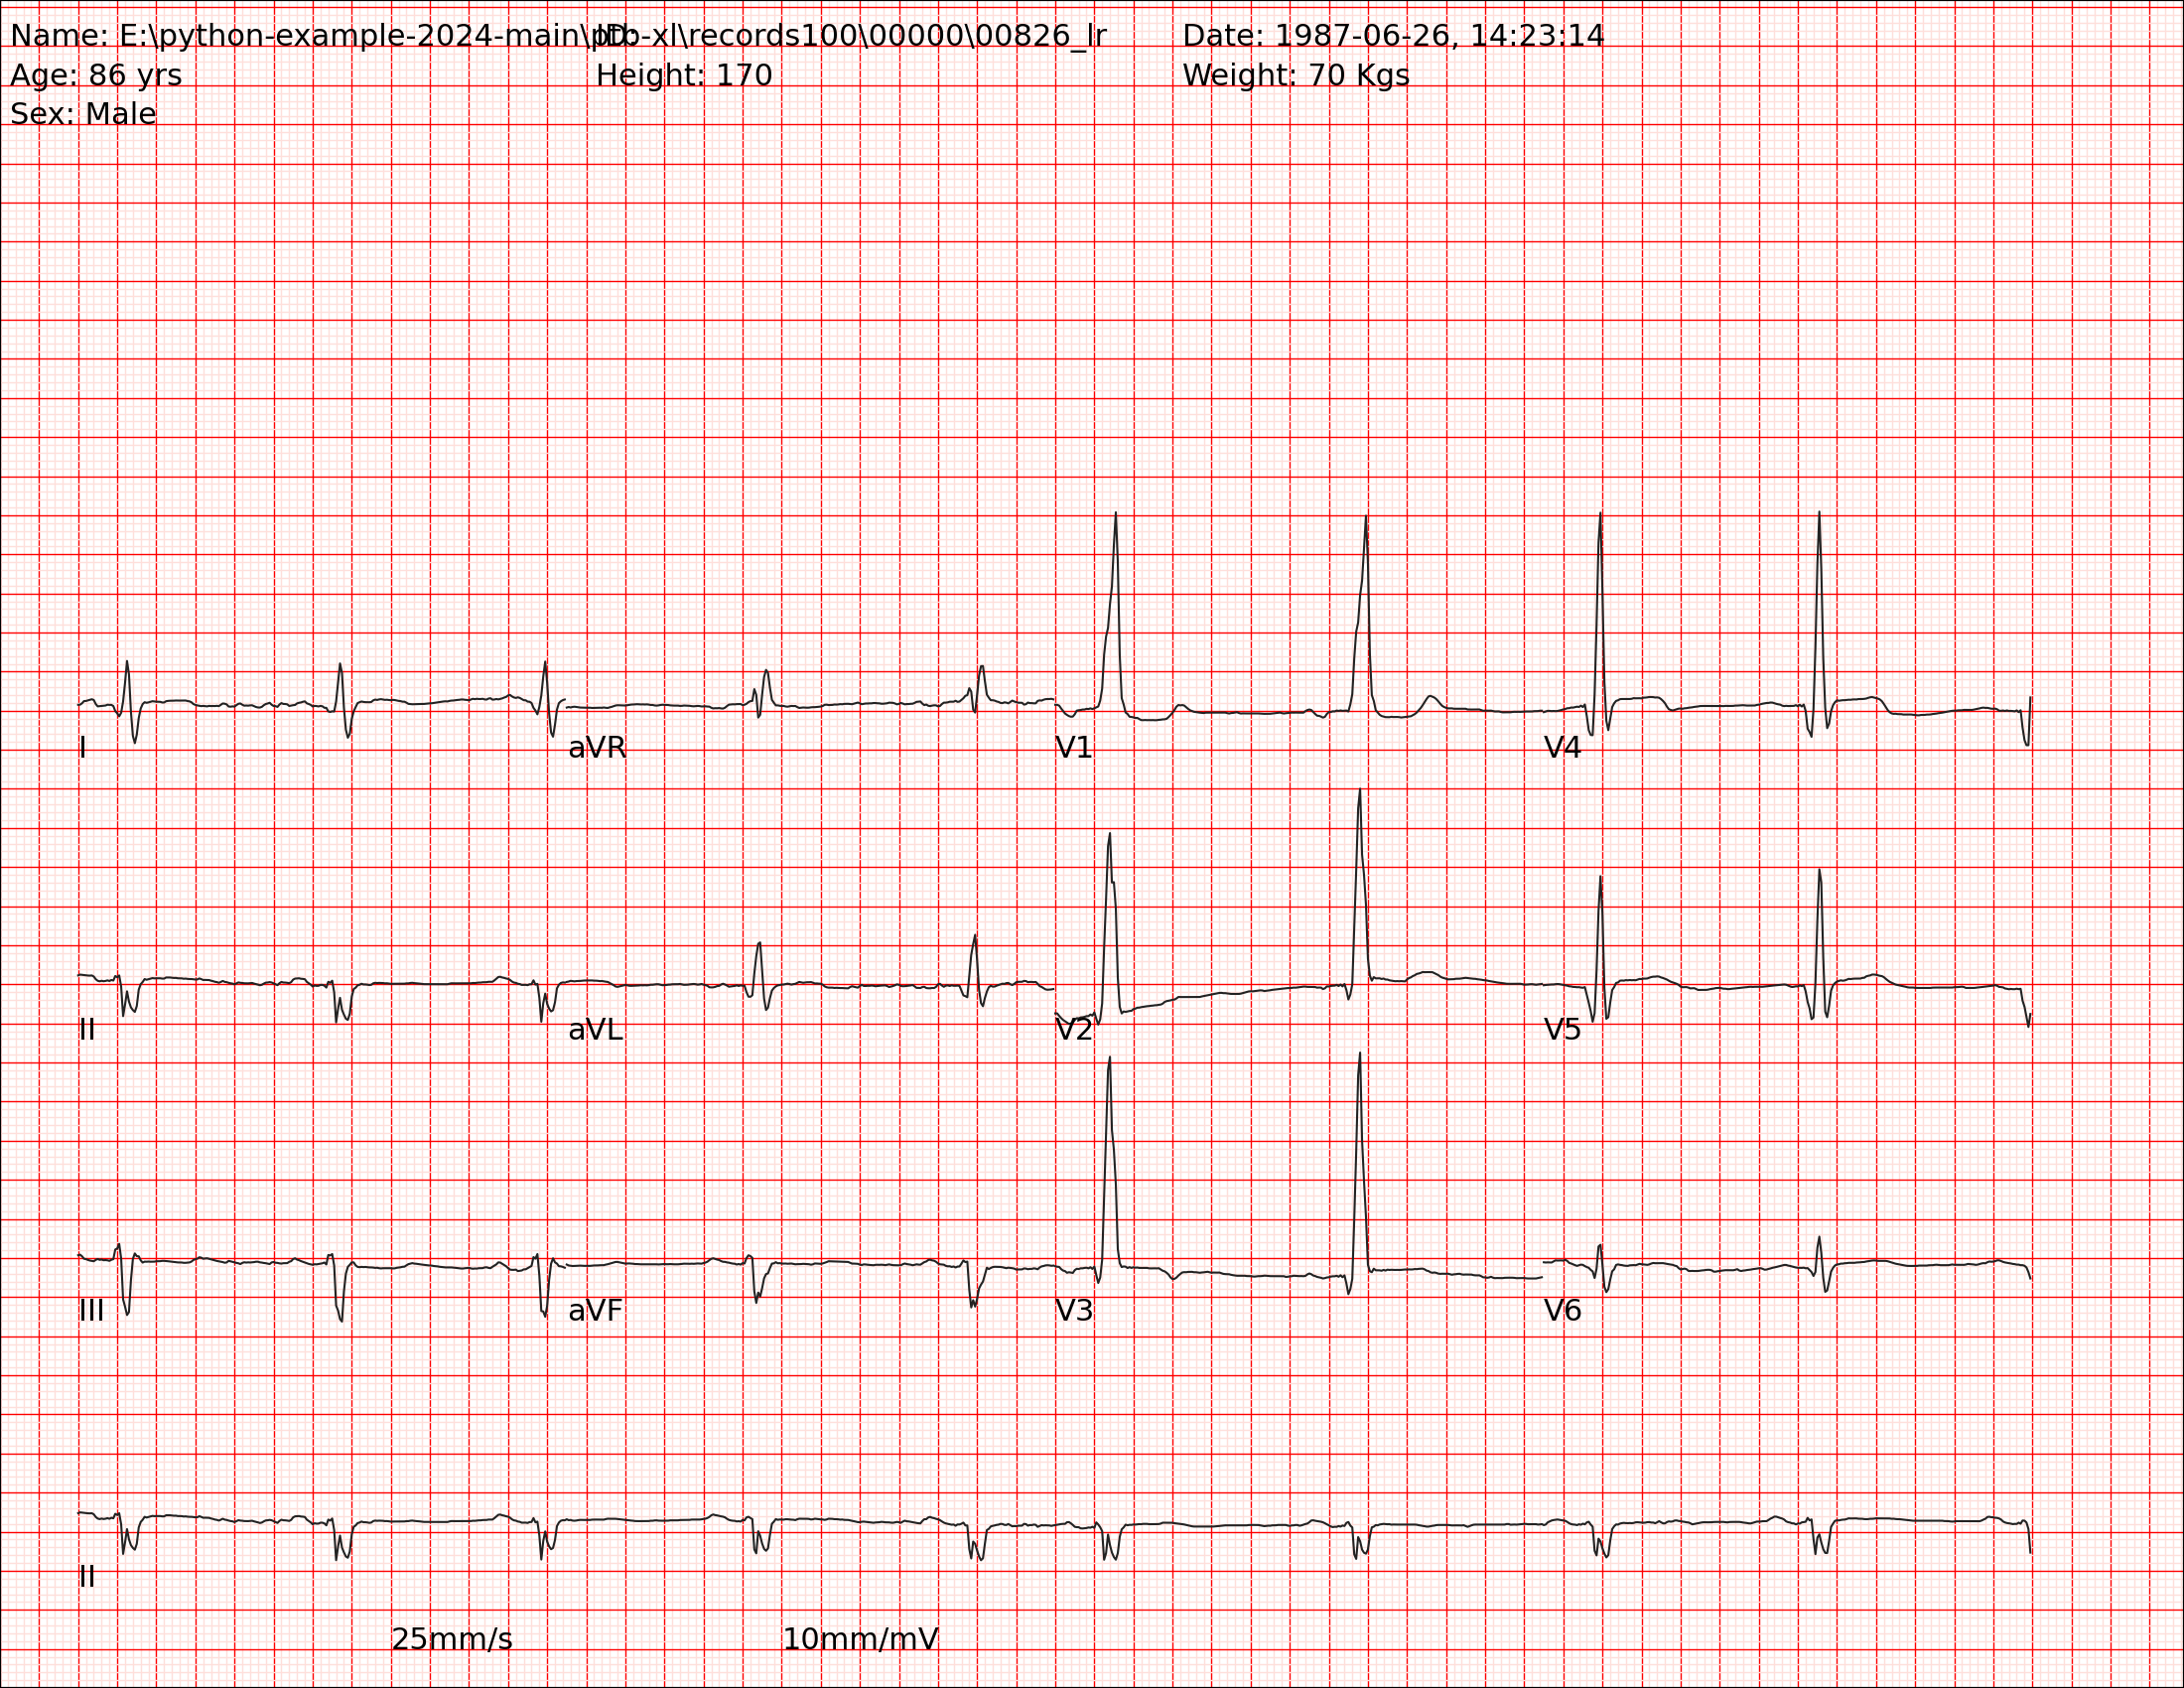 Name: E:\python-example-2024-main\ptb-xl\records100\00000\00826_lr ID: Date: 1987-06-26, 14:23:14
Age: 86 yrs Height: 170 Weight: 70 Kgs
Sex: Male
I aVR V1 V4
II aVL V2 V5
III aVF V3 V6
II
25mm/s 10mm/mV